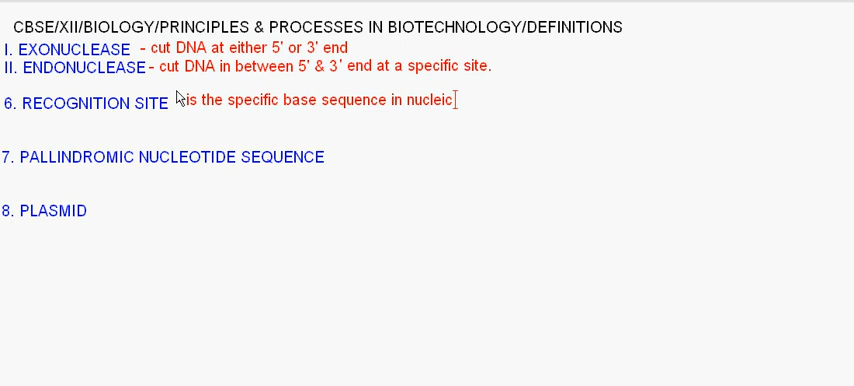 CBSE/XII/BIOLOGY/PRINCIPLES & PROCESSES IN BIOTECHNOLOGY/DEFINITIONS
I. EXONUCLEASE - cut DNA at either 5' or 3' end
II. ENDONUCLEASE - cut DNA in between 5' & 3' end at a specific site.
6. RECOGNITION SITE is the specific base sequence in nucleic
7. PALLINDROMIC NUCLEOTIDE SEQUENCE
8. PLASMID